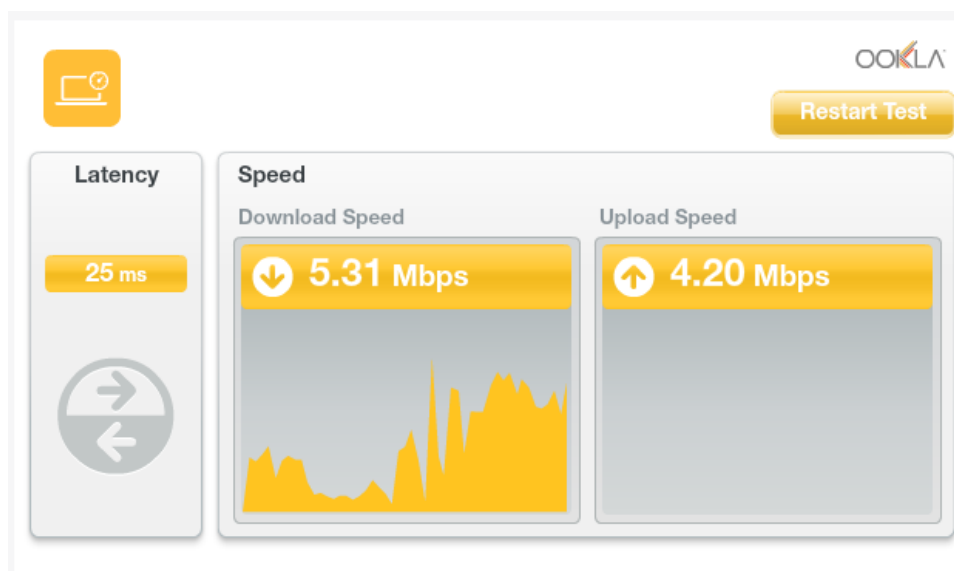 OOKLA
Restart Test
Latency
Speed
Download Speed
Upload Speed
25 ms
5.31 Mbps
4.20 Mbps